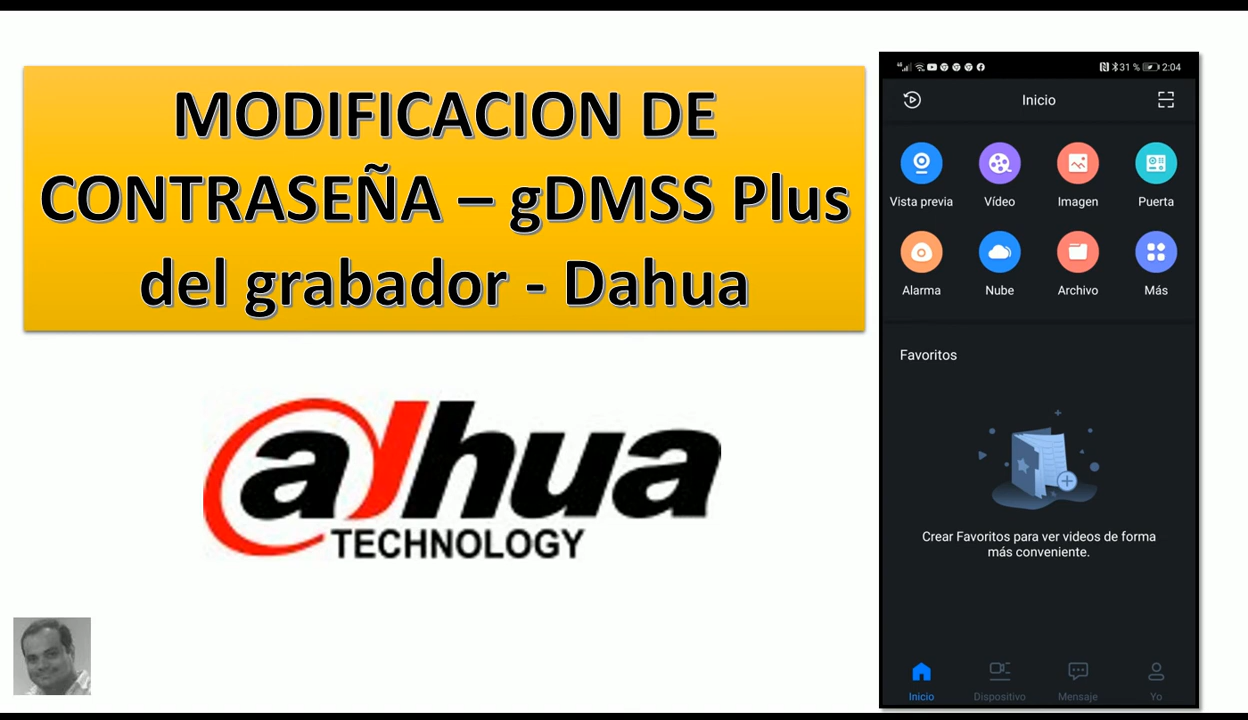 MODIFICACION DE
CONTRASEÑA – gDMSS Plus
del grabador - Dahua
alhua
TECHNOLOGY
31 % 2:04
Inicio
Vista previa Vídeo Imagen Puerta
Alarma Nube Archivo Más
Favoritos
Crear Favoritos para ver videos de forma
más conveniente.
Inicio Dispositivo Mensaje Yo